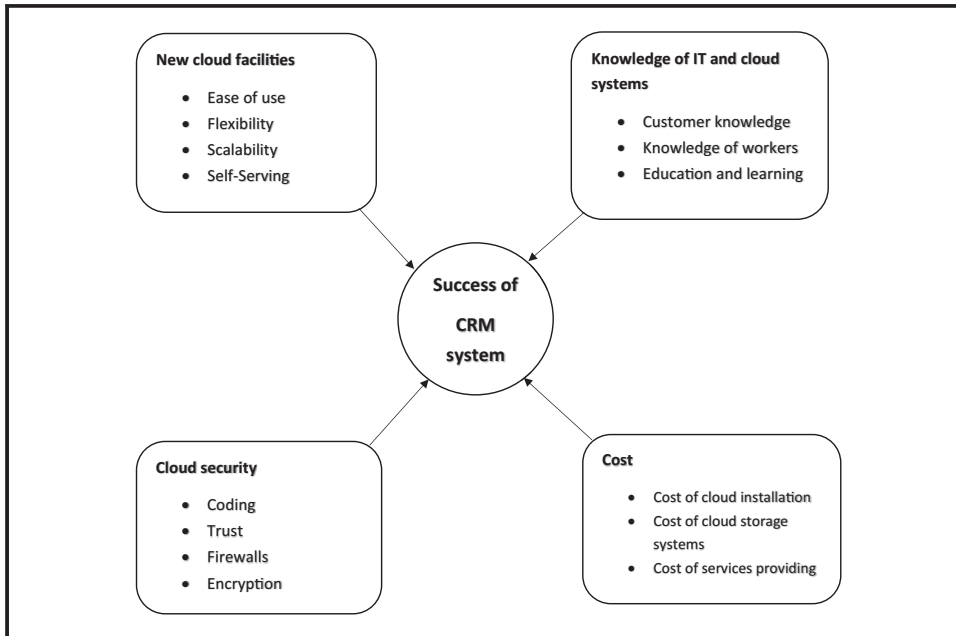 New cloud facilities
• Ease of use
• Flexibility
• Scalability
• Self-Serving
Knowledge of IT and cloud
systems
• Customer knowledge
• Knowledge of workers
• Education and learning
Success of
CRM
system
Cloud security
• Coding
• Trust
• Firewalls
• Encryption
Cost
• Cost of cloud installation
• Cost of cloud storage
systems
• Cost of services providing